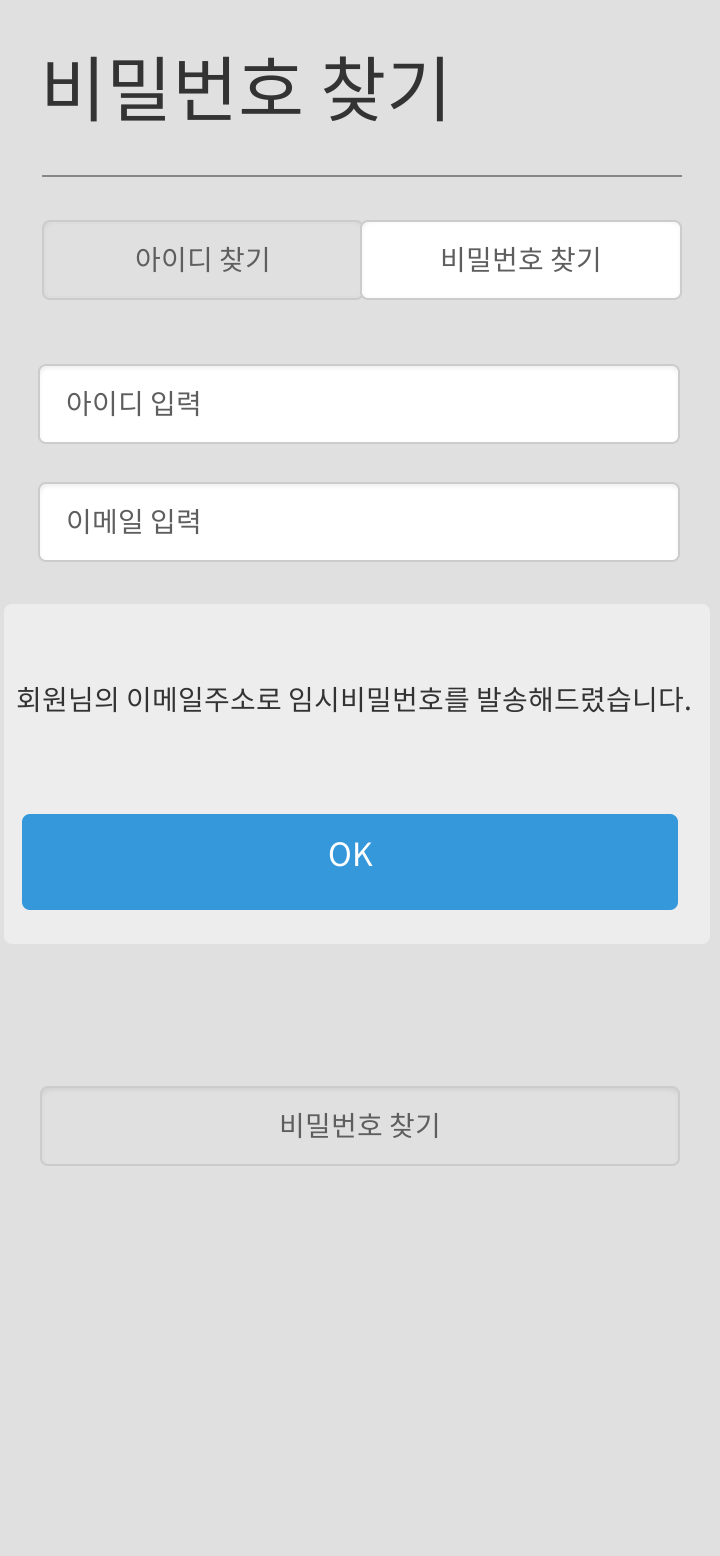 비밀번호 찾기
아이디 찾기
비밀번호 찾기
아이디 입력
이메일 입력
회원님의 이메일주소로 임시비밀번호를 발송해드렸습니다.
OK
비밀번호 찾기